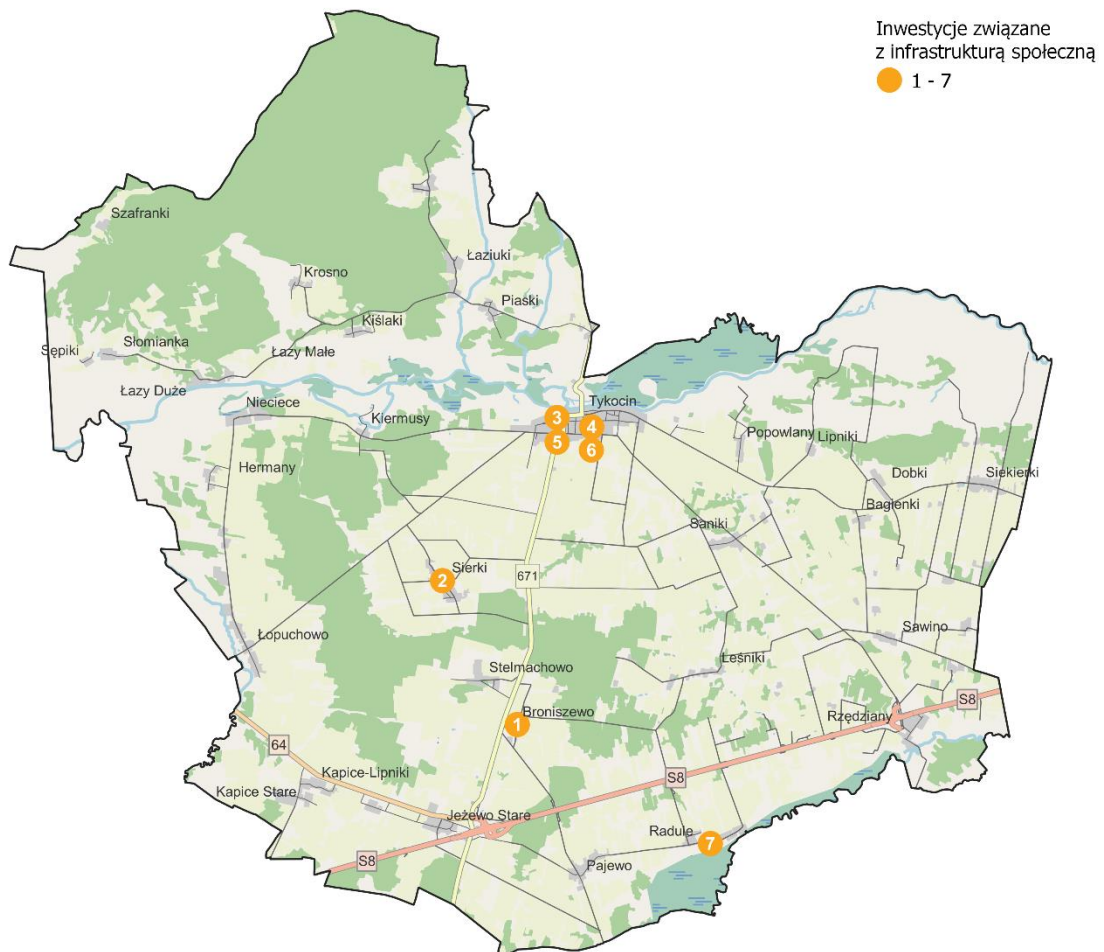 Inwestycje związane
z infrastrukturą społeczną
1 - 7
Szafranki
Łaziuki
Krosno
Piaski
Kiślaki
Słomianka
Sępiki
Łazy Małe
Łazy Duże
Nieciece
Kiermusy
Tykocin
3
4
5
6
Popowlany
Lipniki
Hermany
Dobki
Siekierki
Bagienki
Saniki
Sierki
2
671
Łopuchowo
Sawino
Stelmachowo
Leśniki
Broniszewo
1
Rzędziany
S8
64
Kapice-Lipniki
S8
Kapice Stare
Jeżewo Stare
Radule
7
S8
Pajewo